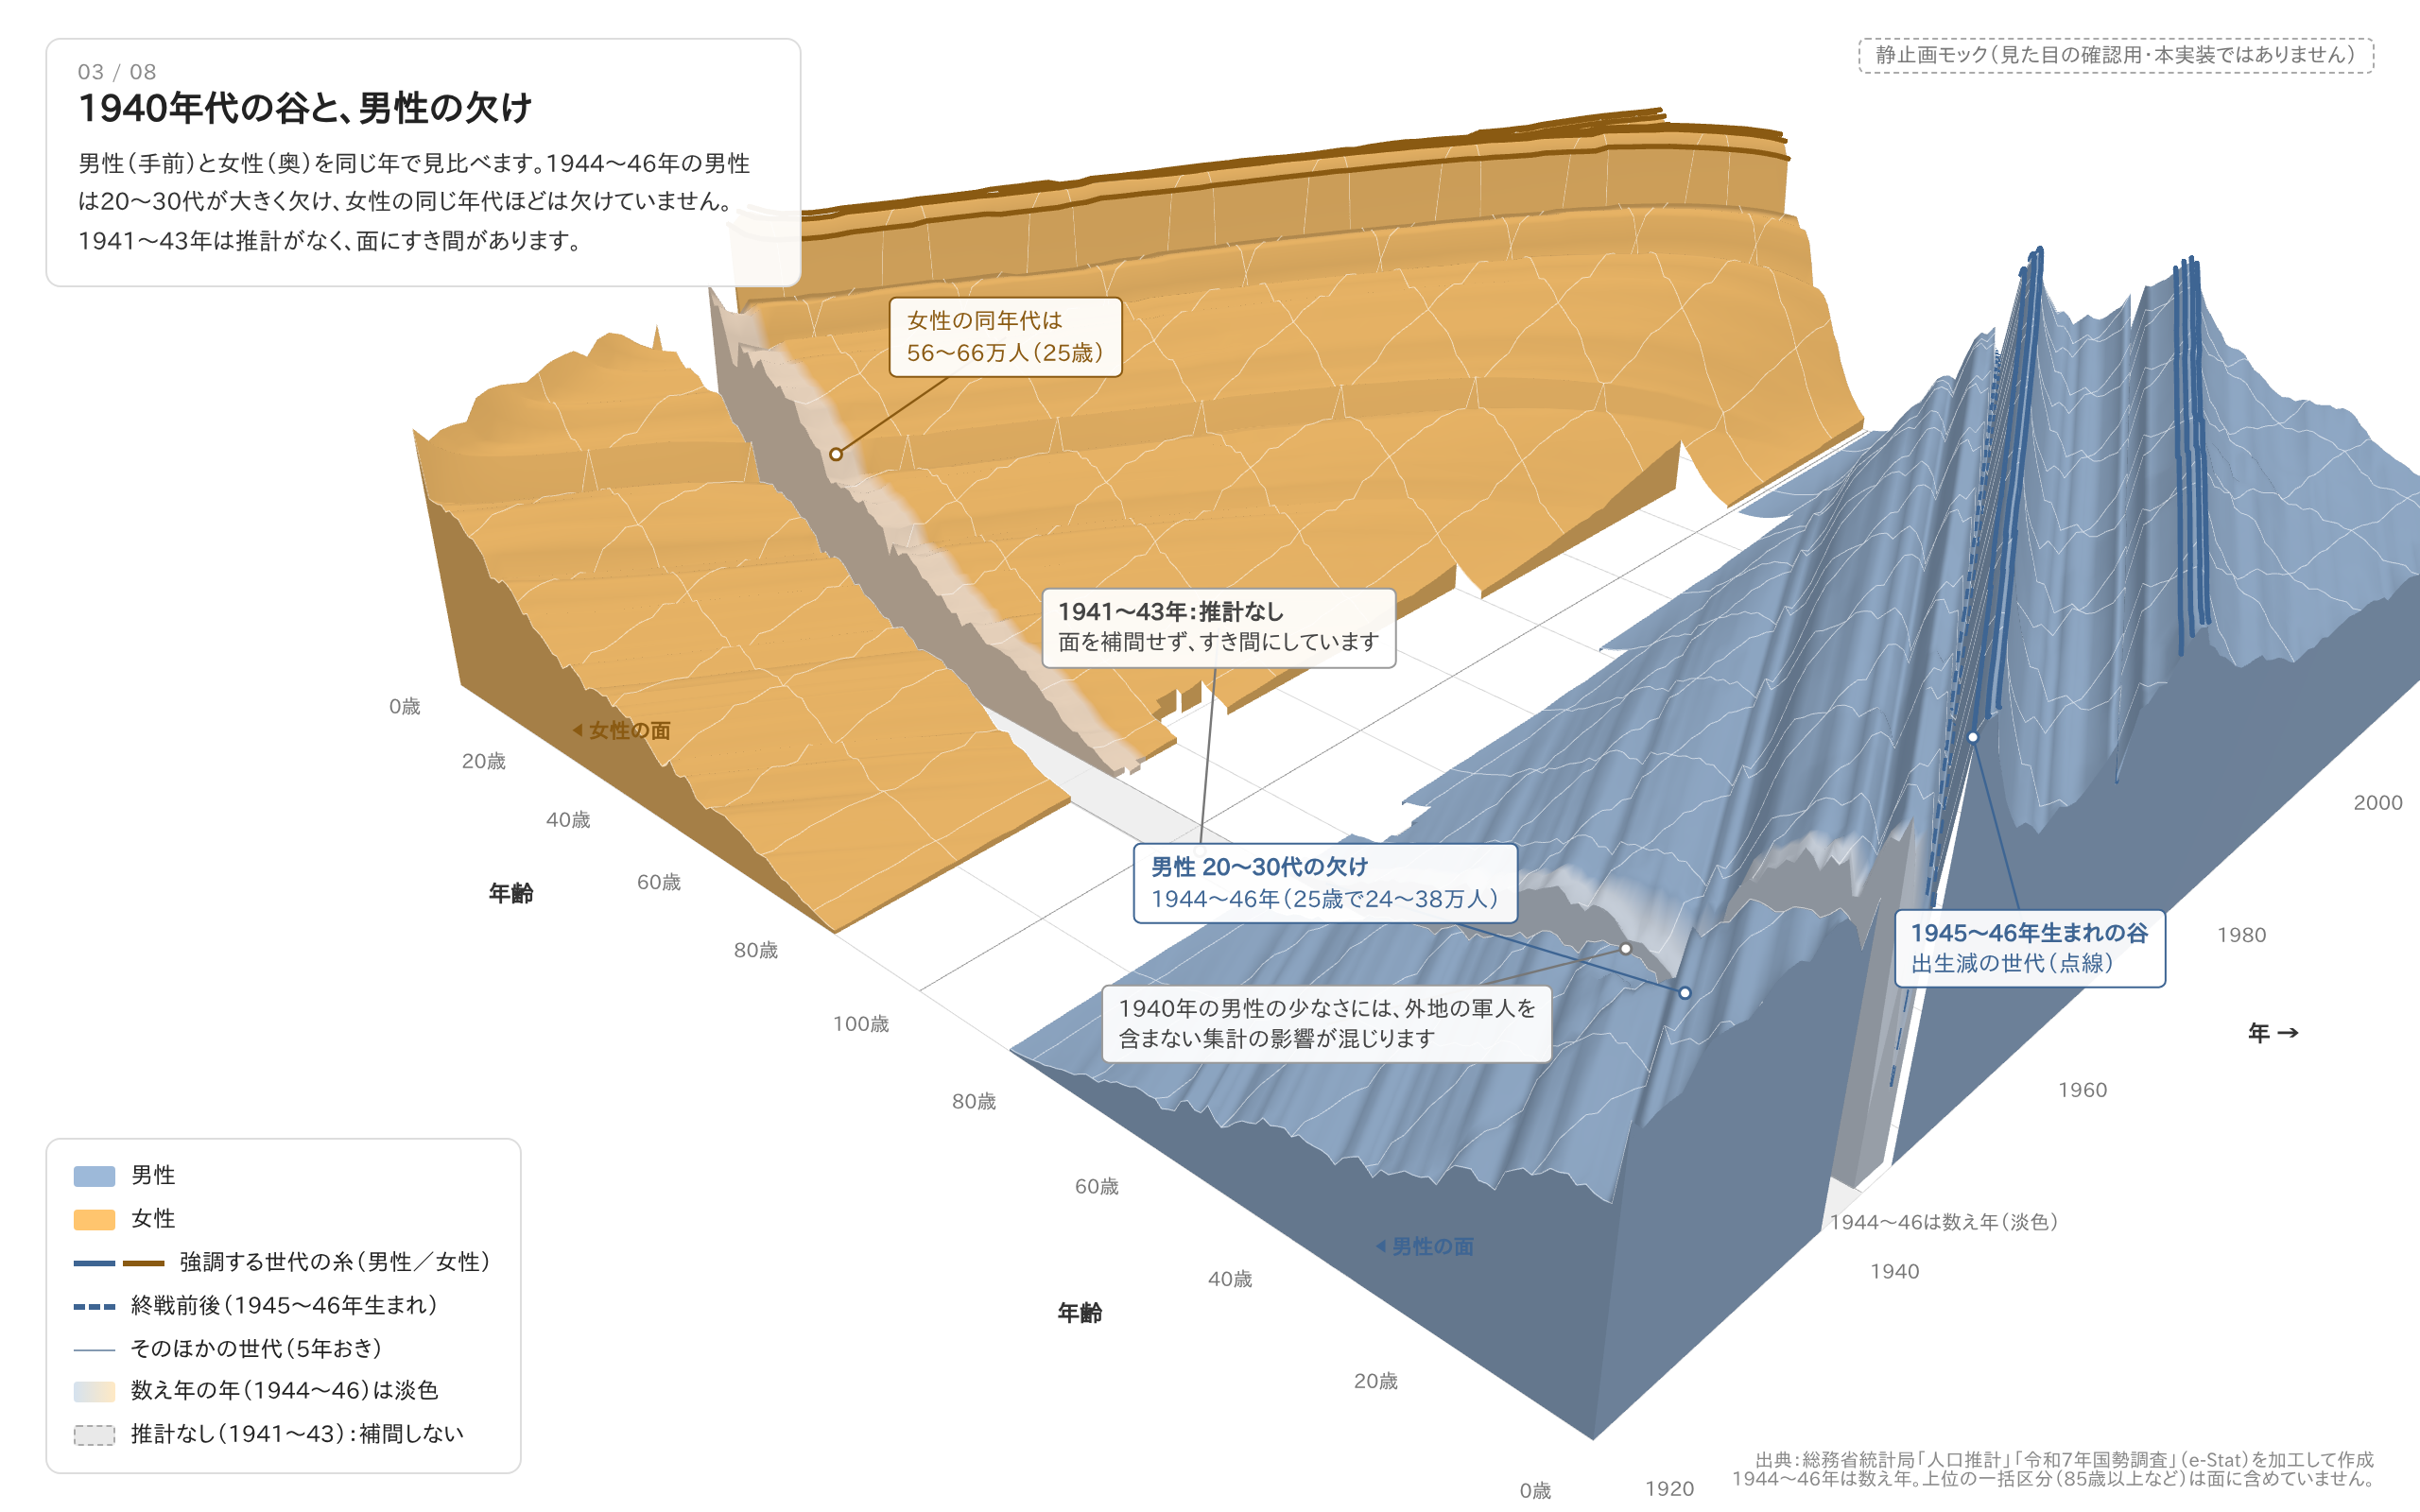 03 / 08
1940年代の谷と、男性の欠け
男性（手前）と女性（奥）を同じ年で見比べます。1944〜46年の男性
は20〜30代が大きく欠け、女性の同じ年代ほどは欠けていません。
1941〜43年は推計がなく、面にすき間があります。
静止画モック（見た目の確認用・本実装ではありません）
女性の同年代は
56〜66万人（25歳）
1941〜43年：推計なし
面を補間せず、すき間にしています
◀ 女性の面
0歳
20歳
40歳
60歳
80歳
100歳
年齢
男性 20〜30代の欠け
1944〜46年（25歳で24〜38万人）
1940年の男性の少なさには、外地の軍人を
含まない集計の影響が混じります
1945〜46年生まれの谷
出生減の世代（点線）
2000
1980
年 →
1960
1944〜46は数え年（淡色）
1940
1920
80歳
60歳
40歳
20歳
0歳
年齢
◀ 男性の面
男性
女性
強調する世代の糸（男性／女性）
終戦前後（1945〜46年生まれ）
そのほかの世代（5年おき）
数え年の年（1944〜46）は淡色
推計なし（1941〜43）：補間しない
出典：総務省統計局「人口推計」「令和7年国勢調査」（e-Stat）を加工して作成
1944〜46年は数え年。上位の一括区分（85歳以上など）は面に含めていません。